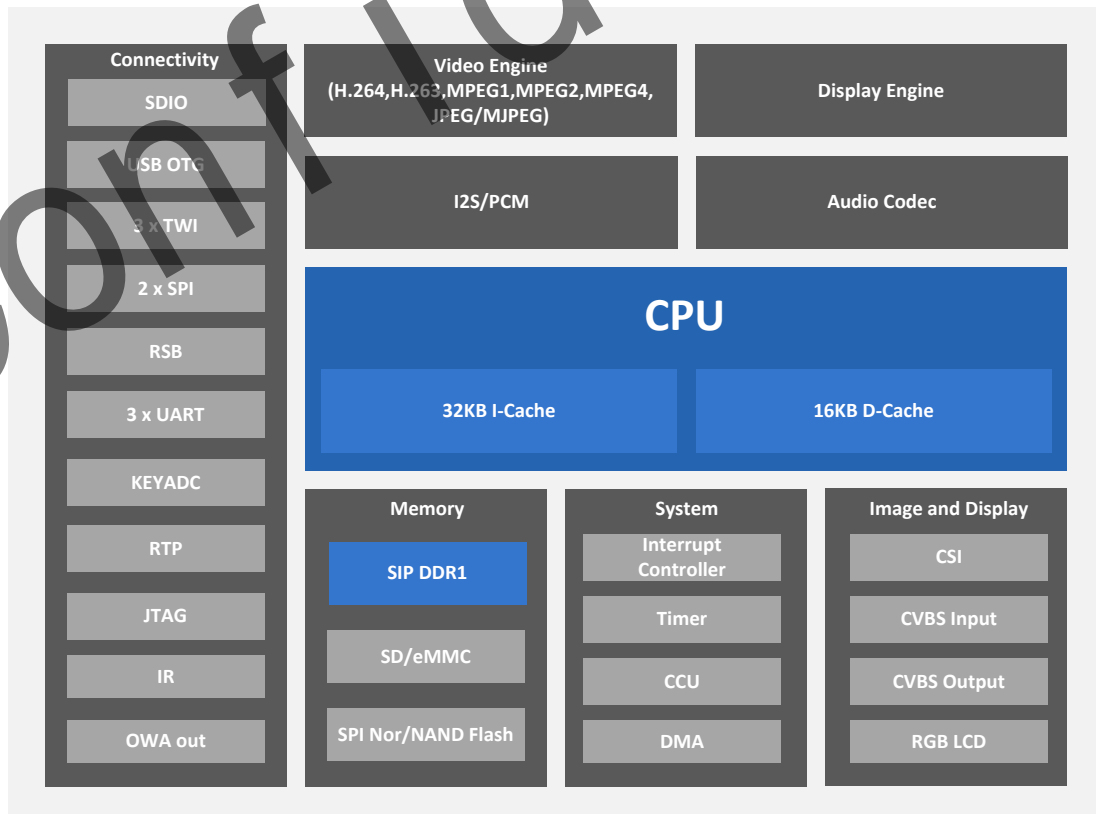 Connectivity
SDIO
USB OTG
3 x TWI
2 x SPI
RSB
3 x UART
KEYADC
RTP
JTAG
IR
OWA out
Video Engine
(H.264,H.263,MPEG1,MPEG2,MPEG4,
JPEG/MJPEG)
Display Engine
I2S/PCM
Audio Codec
CPU
32KB I-Cache
16KB D-Cache
Memory
SIP DDR1
SD/eMMC
SPI Nor/NAND Flash
System
Interrupt
Controller
Timer
CCU
DMA
Image and Display
CSI
CVBS Input
CVBS Output
RGB LCD